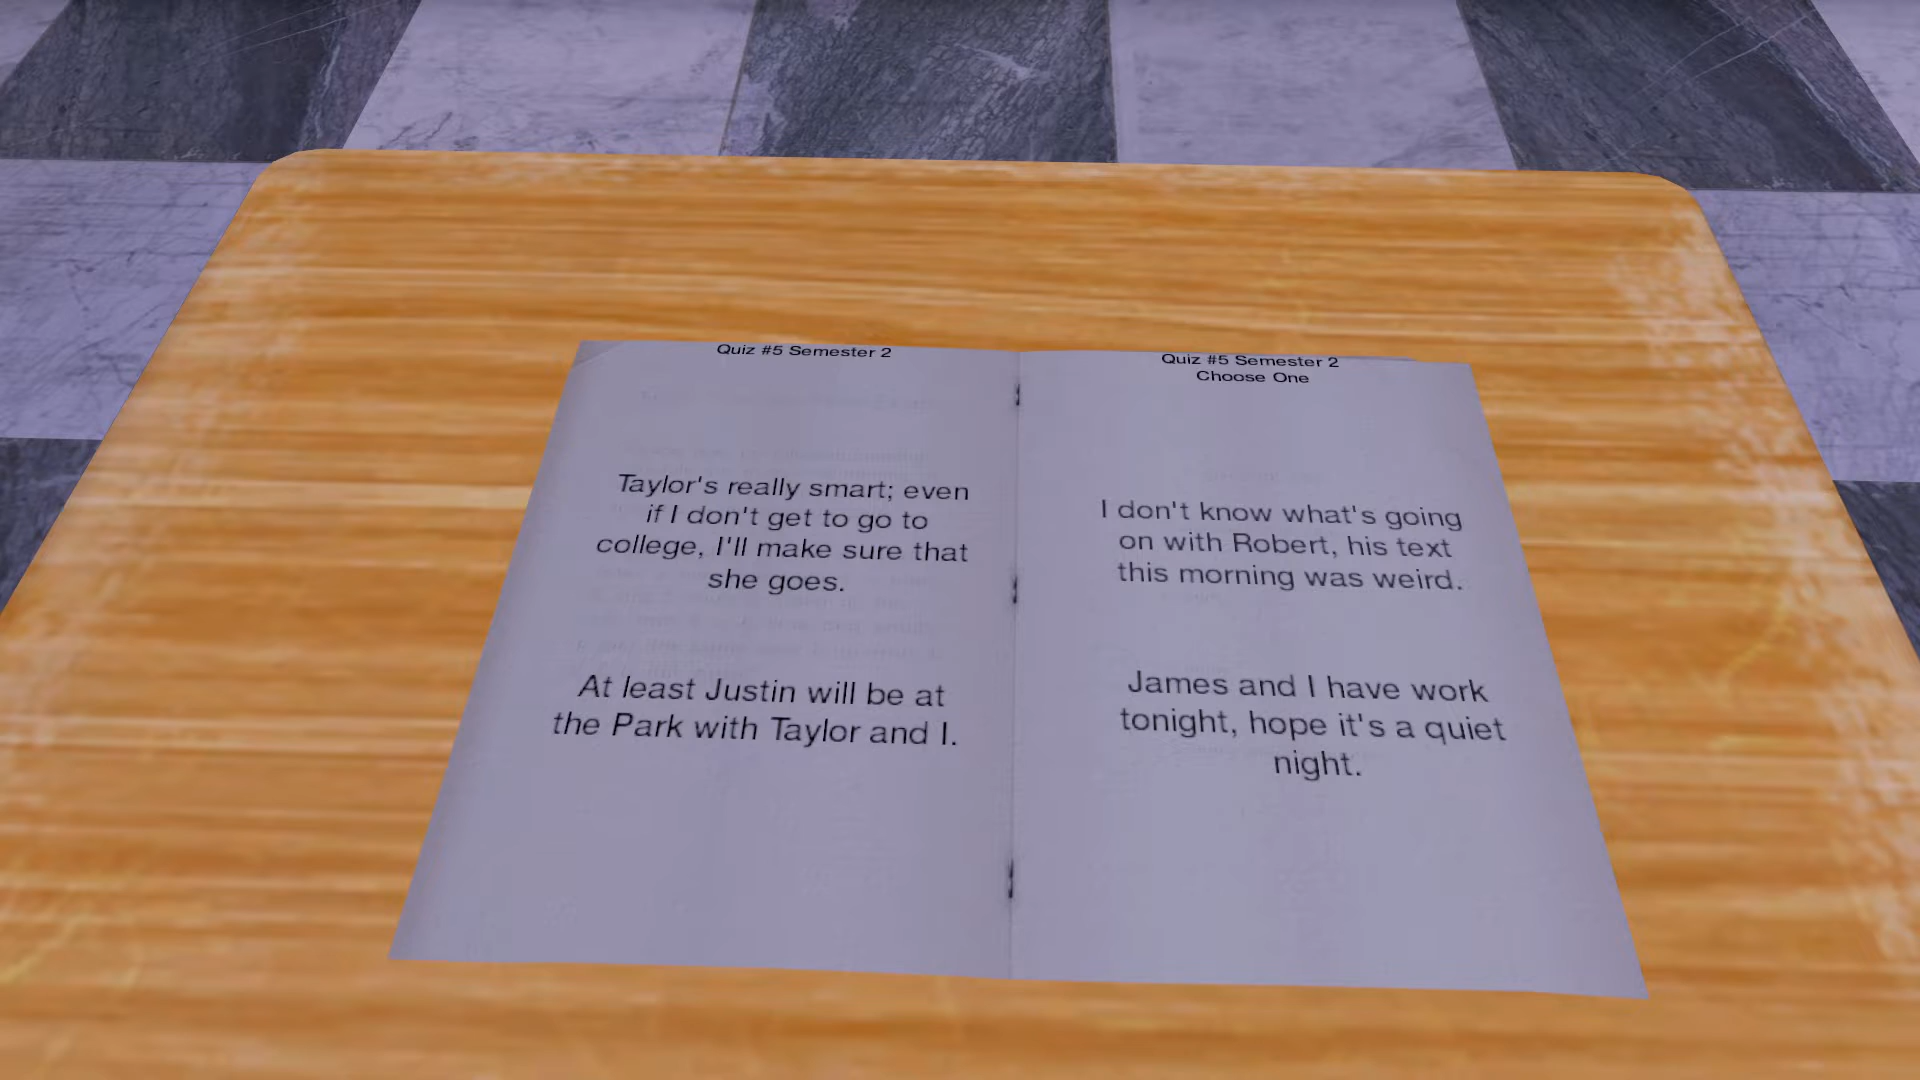 Quiz #5 Semester 2
Taylor's really smart; even
if I don't get to go to
college, I'll make sure that
she goes.
At least Justin will be at
the Park with Taylor and I.
Quiz #5 Semester 2
Choose One
I don't know what's going
on with Robert, his text
this morning was weird.
James and I have work
tonight, hope it's a quiet
night.